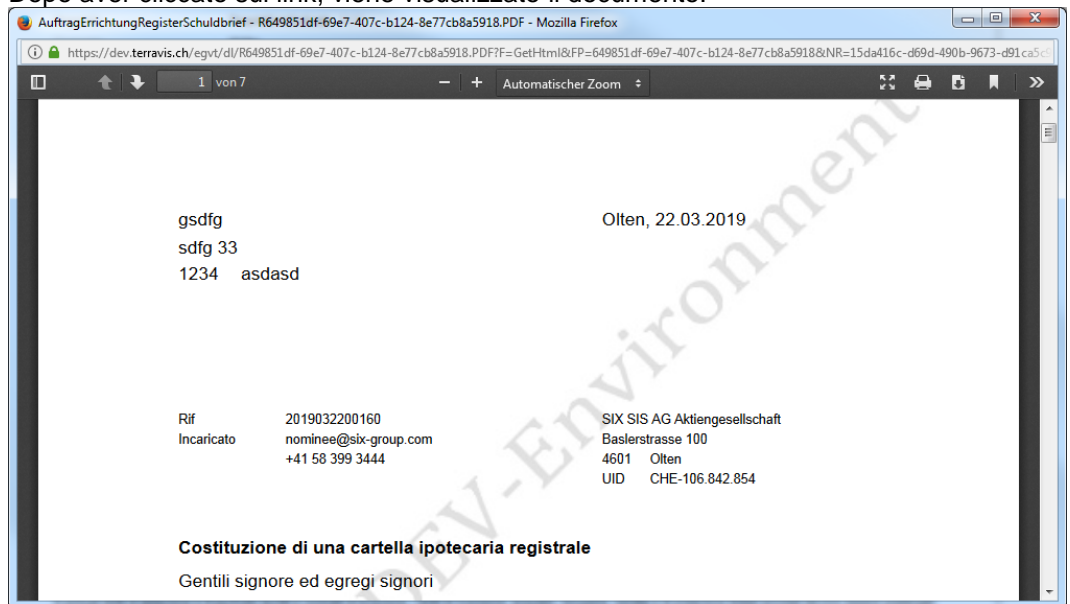 Dopo aver cliccato sul link, viene visualizzato il documento.
AuftragErrichtungRegisterSchuldbrief - R649851df-69e7-407c-b124-8e77cb8a5918.PDF - Mozilla Firefox
https://dev.terravis.ch/egvt/dl/R649851df-69e7-407c-b124-8e77cb8a5918.PDF?F=GetHtml&FP=649851df-69e7-407c-b124-8e77cb8a5918&NR=15da416c-d69d-490b-9673-d91ca5c
1 von 7 Automatischer Zoom
gsdfg Olten, 22.03.2019
sdfg 33
1234 asdasd
Rif 2019032200160 SIX SIS AG Aktiengesellschaft
Incaricato nominee@six-group.com Baslerstrasse 100
+41 58 399 3444 4601 Olten
UID CHE-106.842.854
DEV-Environment
Costituzione di una cartella ipotecaria registrale
Gentili signore ed egregi signori